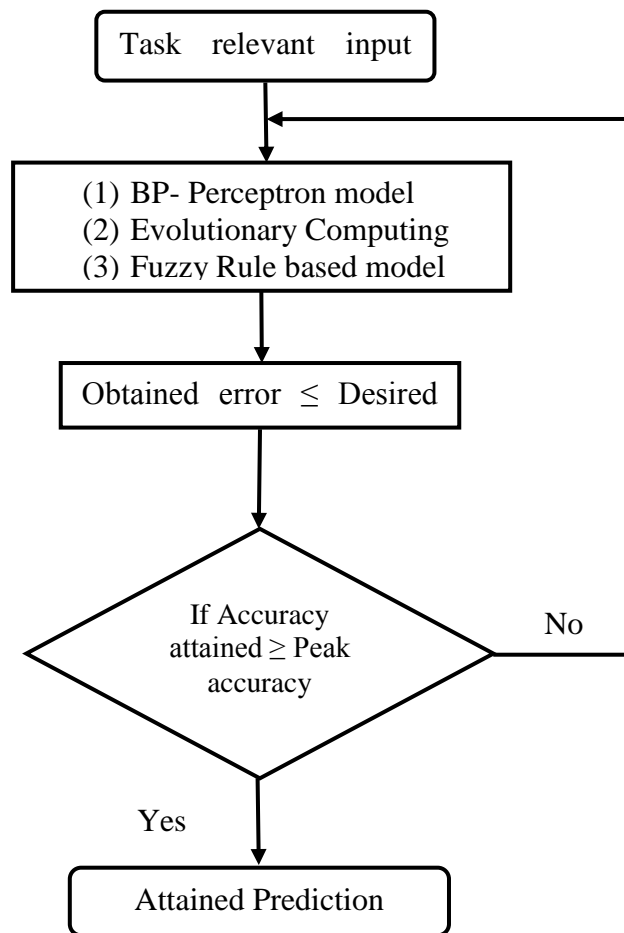 Task relevant input
(1) BP- Perceptron model
(2) Evolutionary Computing
(3) Fuzzy Rule based model
Obtained error ≤ Desired
If Accuracy
attained ≥ Peak
accuracy
No
Yes
Attained Prediction